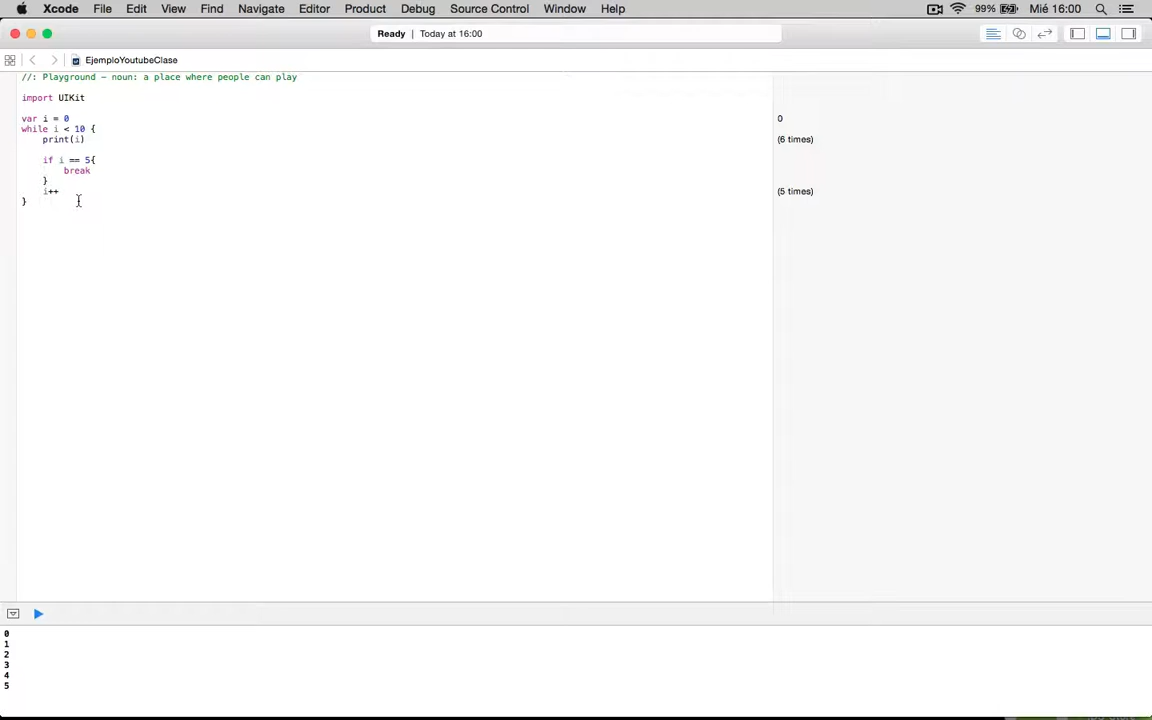 Xcode File Edit View Find Navigate Editor Product Debug Source Control Window Help 99% Mié 16:00
Ready | Today at 16:00
EjemploYoutubeClase
//: Playground - noun: a place where people can play
import UIKit
var i = 0 0
while i < 10 {
print(i) (6 times)
if i == 5{
break
}
i++ (5 times)
}
0
1
2
3
4
5